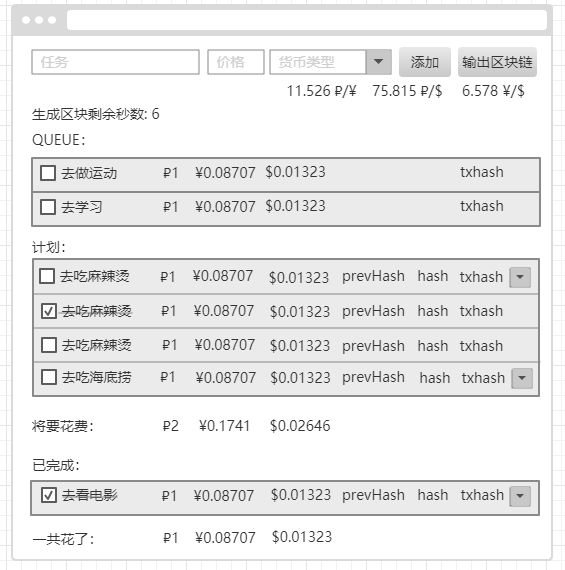 任务 价格 货币类型 添加 输出区块链
11.526 ₽/¥ 75.815 ₽/$ 6.578 ¥/$
生成区块剩余秒数: 6
QUEUE：
去做运动 ₽1 ¥0.08707 $0.01323 txhash
去学习 ₽1 ¥0.08707 $0.01323 txhash
计划：
去吃麻辣烫 ₽1 ¥0.08707 $0.01323 prevHash hash txhash
去吃麻辣烫 ₽1 ¥0.08707 $0.01323 prevHash hash txhash
去吃麻辣烫 ₽1 ¥0.08707 $0.01323 prevHash hash txhash
去吃海底捞 ₽1 ¥0.08707 $0.01323 prevHash hash txhash
将要花费： ₽2 ¥0.1741 $0.02646
已完成：
去看电影 ₽1 ¥0.08707 $0.01323 prevHash hash txhash
一共花了： ₽1 ¥0.08707 $0.01323